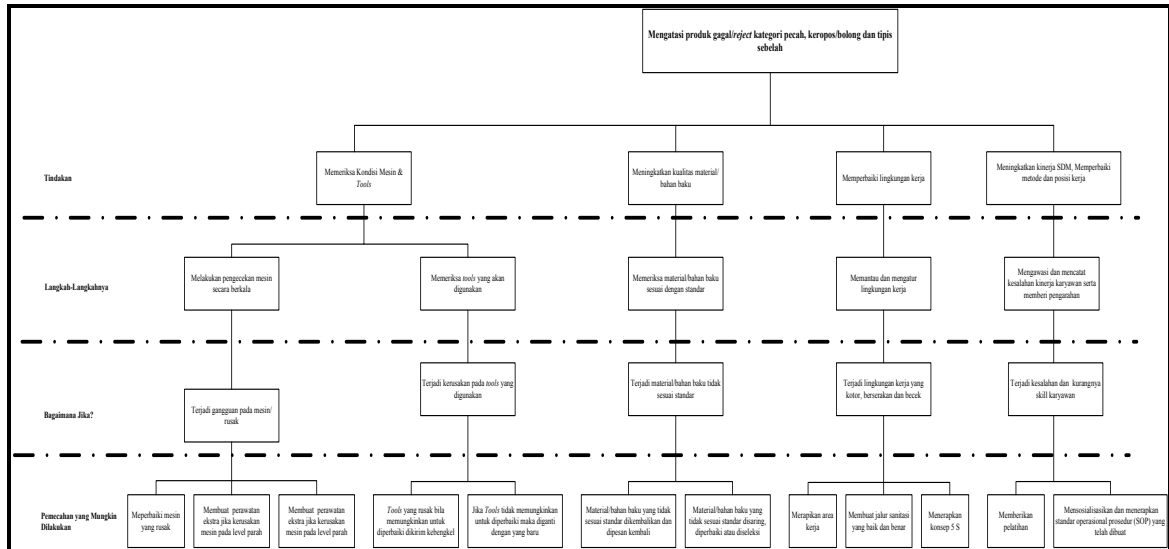 Mengatasi produk gagal/reject kategori pecah, keropos/bolong dan tipis
sebelah
Tindakan
Memeriksa Kondisi Mesin &
Tools
Meningkatkan kualitas material/
bahan baku
Memperbaiki lingkungan kerja
Meningkatkan kinerja SDM, Memperbaiki
metode dan posisi kerja
Langkah-Langkahnya
Melakukan pengecekan mesin
secara berkala
Memeriksa tools yang akan
digunakan
Memeriksa material/bahan baku
sesuai dengan standar
Memantau dan mengatur
lingkungan kerja
Mengawasi dan mencatat
kesalahan kinerja karyawan serta
memberi pengarahan
Bagaimana Jika?
Terjadi gangguan pada mesin/
rusak
Terjadi kerusakan pada tools yang
digunakan
Terjadi material/bahan baku tidak
sesuai standar
Terjadi lingkungan kerja yang
kotor, berserakan dan becek
Terjadi kesalahan dan kurangnya
skill karyawan
Pemecahan yang Mungkin
Dilakukan
Meperbaiki mesin
yang rusak
Membuat perawatan
ekstra jika kerusakan
mesin pada level parah
Membuat perawatan
ekstra jika kerusakan
mesin pada level parah
Tools yang rusak bila
memungkinkan untuk
diperbaiki dikirim kebengkel
Jika Tools tidak memungkinkan
untuk diperbaiki maka diganti
dengan yang baru
Material/bahan baku yang tidak
sesuai standar dikembalikan dan
dipesan kembali
Material/bahan baku yang
tidak sesuai standar disaring,
diperbaiki atau diseleksi
Merapikan area
kerja
Membuat jalur sanitasi
yang baik dan benar
Menerapkan
konsep 5 S
Memberikan
pelatihan
Mensosialisasikan dan menerapkan
standar operasional prosedur (SOP) yang
telah dibuat